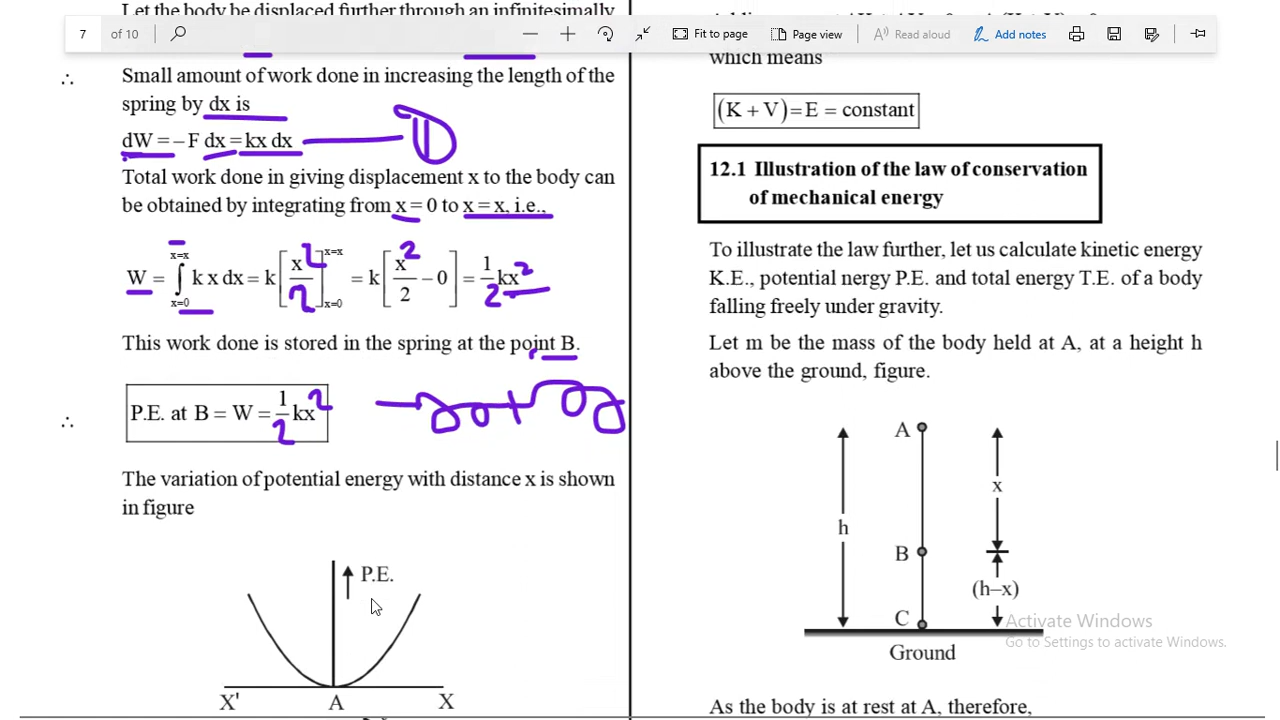 Let the body be displaced further through an infinitesimally
7 of 10
Fit to page
Page view
Read aloud
Add notes
∴ Small amount of work done in increasing the length of the
spring by dx is
dW = – F dx = kx dx ——— 1
Total work done in giving displacement x to the body can
be obtained by integrating from x = 0 to x = x, i.e.,
W = ∫_{x=0}^{x=x} k x dx = k[x²/2]_{x=0}^{x=x} = k[x²/2 – 0] = 1/2 kx²
This work done is stored in the spring at the point B.
∴ P.E. at B = W = 1/2 kx²
The variation of potential energy with distance x is shown
in figure
P.E.
X' A X
which means
(K + V) = E = constant
12.1 Illustration of the law of conservation
of mechanical energy
To illustrate the law further, let us calculate kinetic energy
K.E., potential nergy P.E. and total energy T.E. of a body
falling freely under gravity.
Let m be the mass of the body held at A, at a height h
above the ground, figure.
A
x
h
B
(h–x)
C
Ground
Activate Windows
Go to Settings to activate Windows.
As the body is at rest at A, therefore,